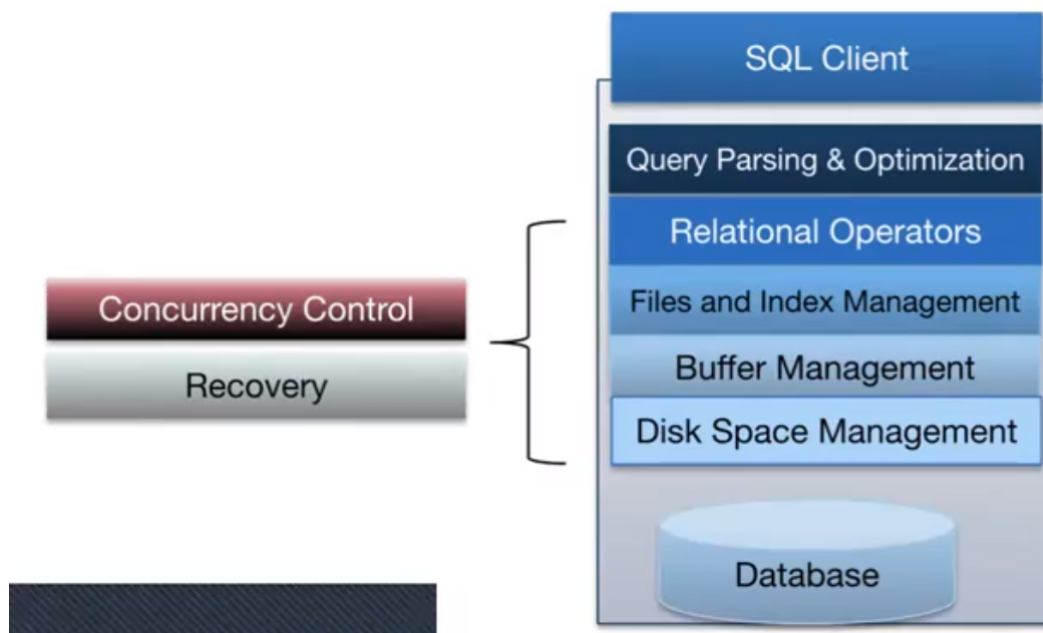 SQL Client
Query Parsing & Optimization
Relational Operators
Files and Index Management
Buffer Management
Disk Space Management
Database
Concurrency Control
Recovery